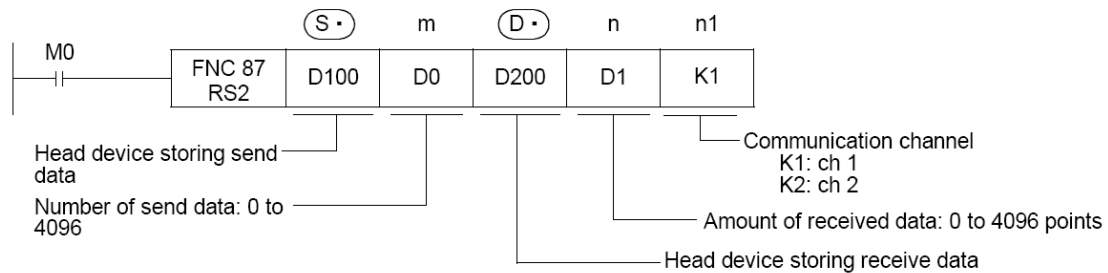 S・ m D・ n n1
M0
FNC 87
RS2
D100 D0 D200 D1 K1
Head device storing send
data
Number of send data: 0 to
4096
Communication channel
K1: ch 1
K2: ch 2
Amount of received data: 0 to 4096 points
Head device storing receive data